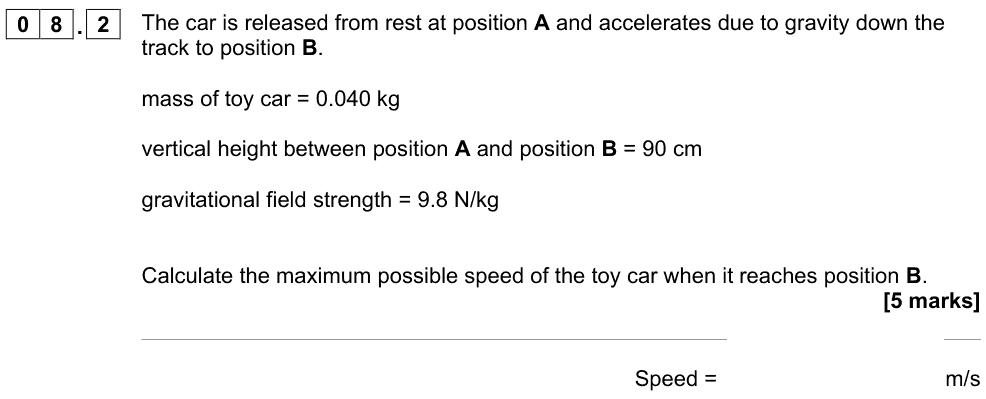 0 8 . 2 The car is released from rest at position A and accelerates due to gravity down the
track to position B.
mass of toy car = 0.040 kg
vertical height between position A and position B = 90 cm
gravitational field strength = 9.8 N/kg
Calculate the maximum possible speed of the toy car when it reaches position B.
[5 marks]
Speed = m/s